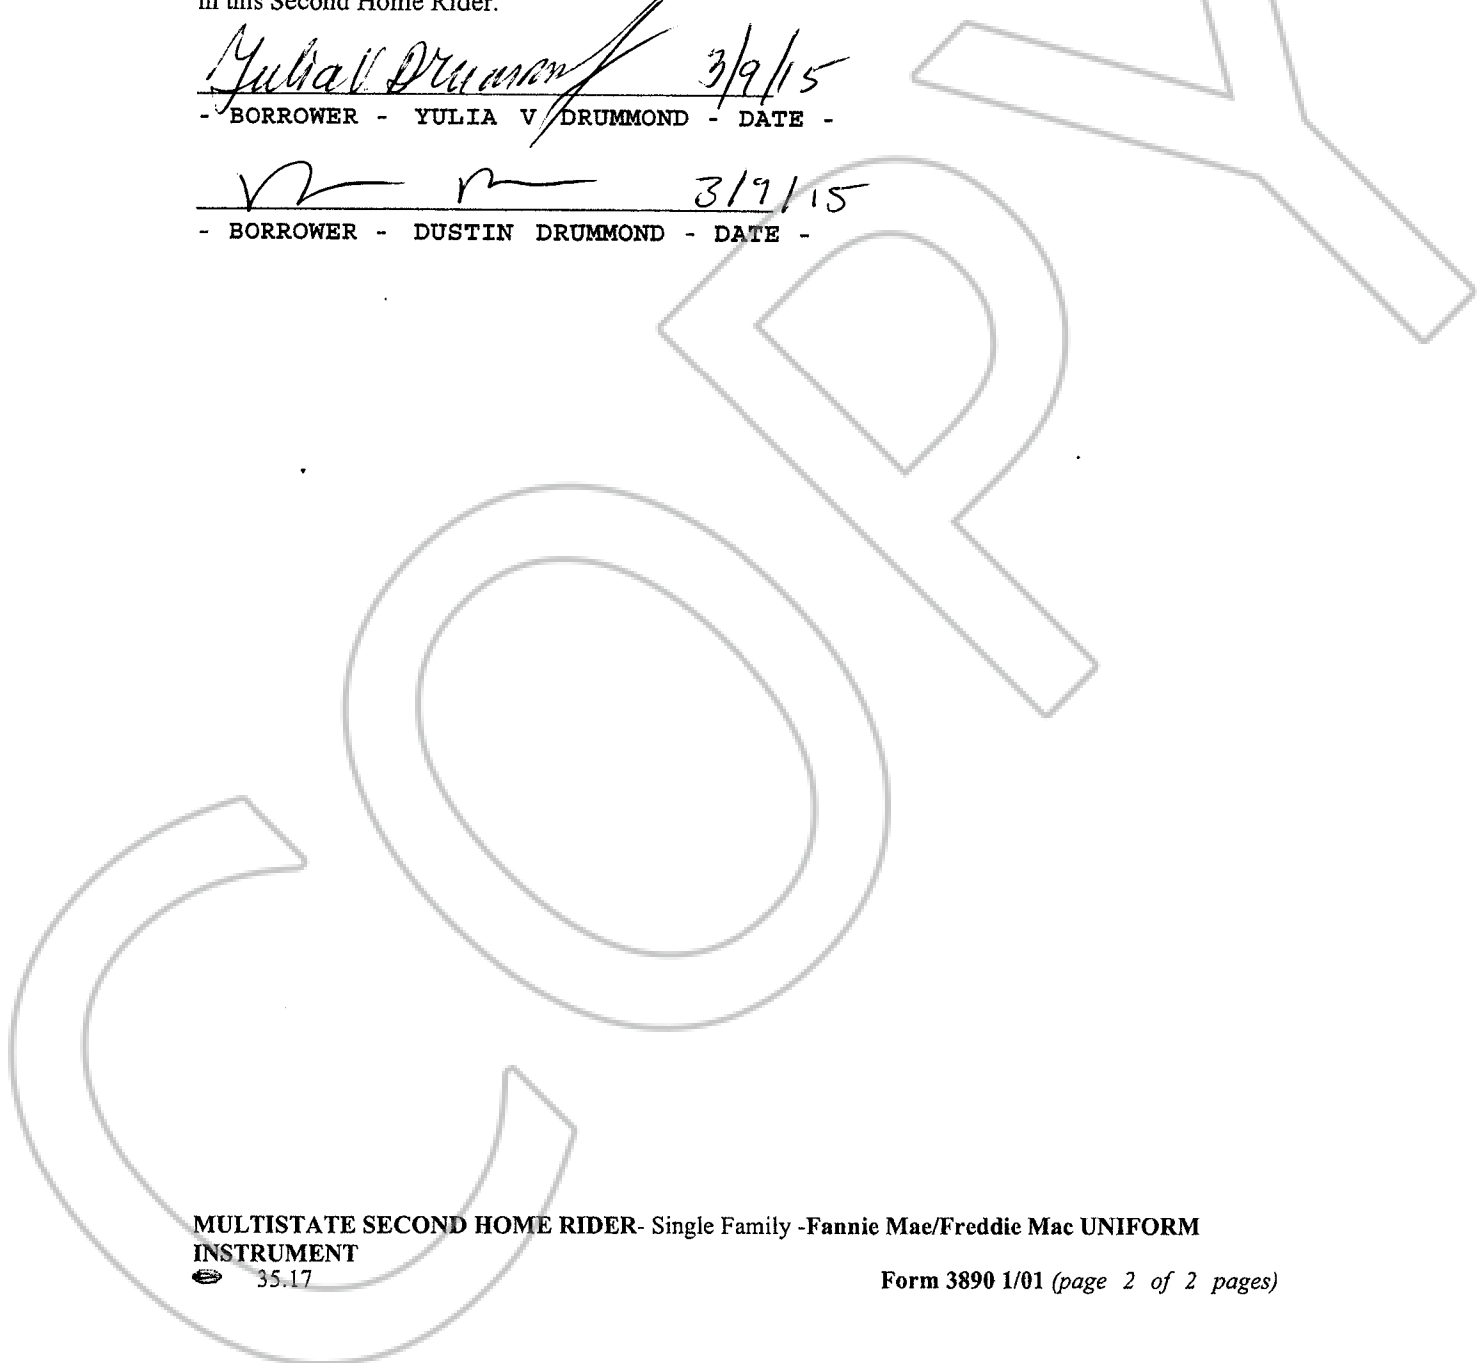 in this Second Home Rider.
Yulia V Drummond 3/9/15
- BORROWER - YULIA V DRUMMOND - DATE -
3/9/15
- BORROWER - DUSTIN DRUMMOND - DATE -
COPY
MULTISTATE SECOND HOME RIDER- Single Family -Fannie Mae/Freddie Mac UNIFORM
INSTRUMENT
35.17
Form 3890 1/01 (page 2 of 2 pages)